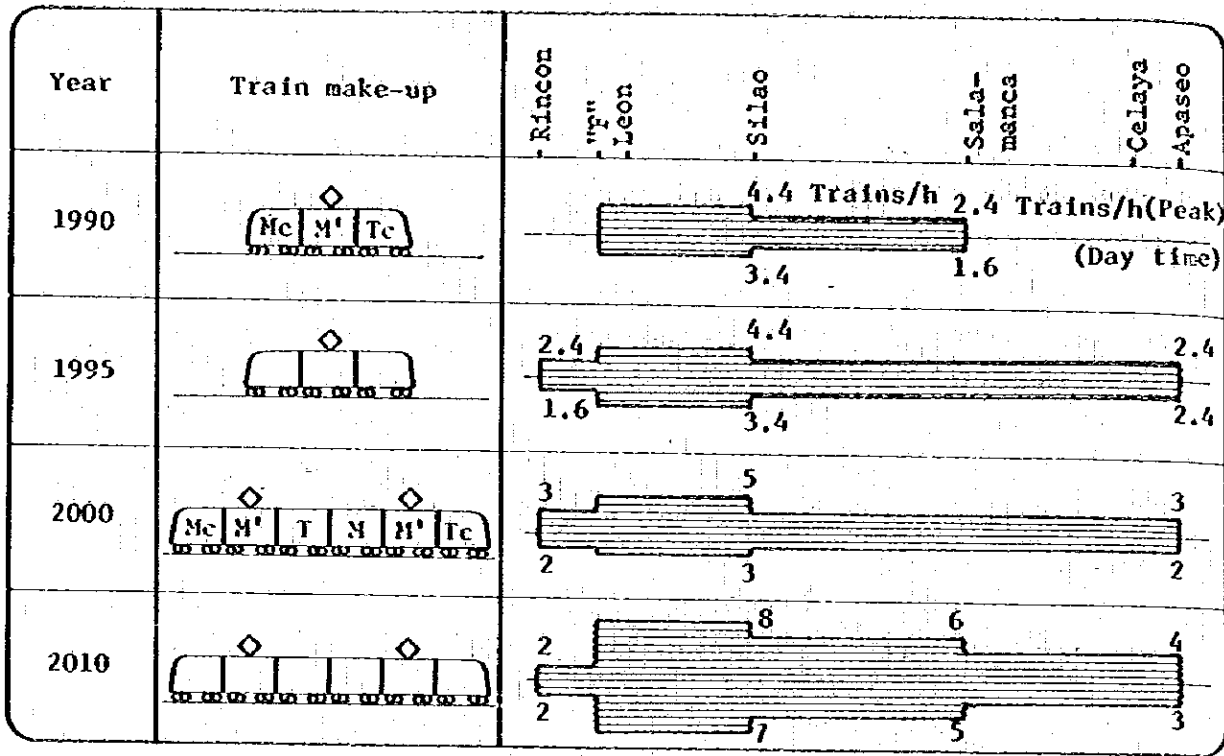 Year
Train make-up
Rincon
"F"
Leon
Silao
Sala-
manca
Celaya
Apaseo
1990
Mc M' Tc
4.4 Trains/h
2.4 Trains/h(Peak)
3.4
1.6
(Day time)
1995
2.4
4.4
2.4
1.6
3.4
2.4
2000
Mc M' T M M' Tc
3
5
3
2
3
2
2010
2
8
6
4
2
7
5
3